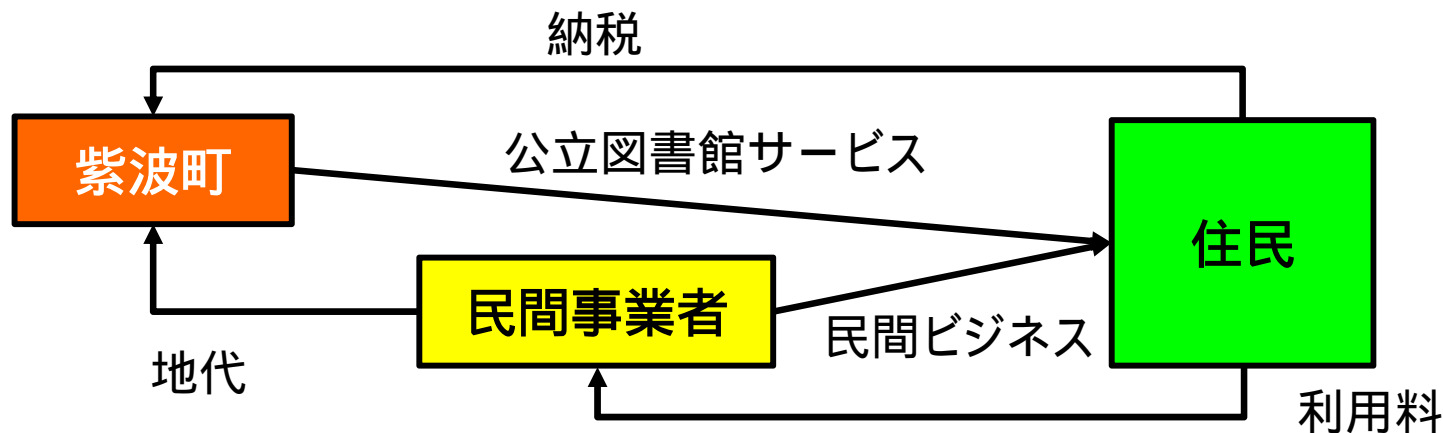 納税
公立図書館サービス
紫波町
住民
民間事業者
民間ビジネス
地代
利用料